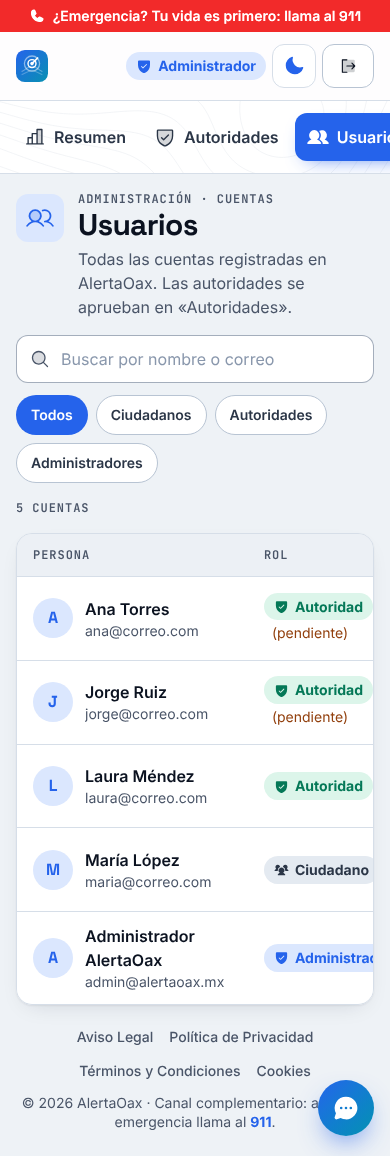 ¿Emergencia? Tu vida es primero: llama al 911
Administrador
Resumen
Autoridades
ADMINISTRACIÓN · CUENTAS
Usuarios
Todas las cuentas registradas en
AlertaOax. Las autoridades se
aprueban en «Autoridades».
Buscar por nombre o correo
Todos
Ciudadanos
Autoridades
Administradores
5 CUENTAS
PERSONA ROL
A Ana Torres Autoridad
ana@correo.com (pendiente)
J Jorge Ruiz Autoridad
jorge@correo.com (pendiente)
L Laura Méndez Autoridad
laura@correo.com
M María López Ciudadano
maria@correo.com
Administrador
AlertaOax
A
admin@alertaoax.mx
Aviso Legal Política de Privacidad
Términos y Condiciones Cookies
© 2026 AlertaOax · Canal complementario:
emergencia llama al 911.